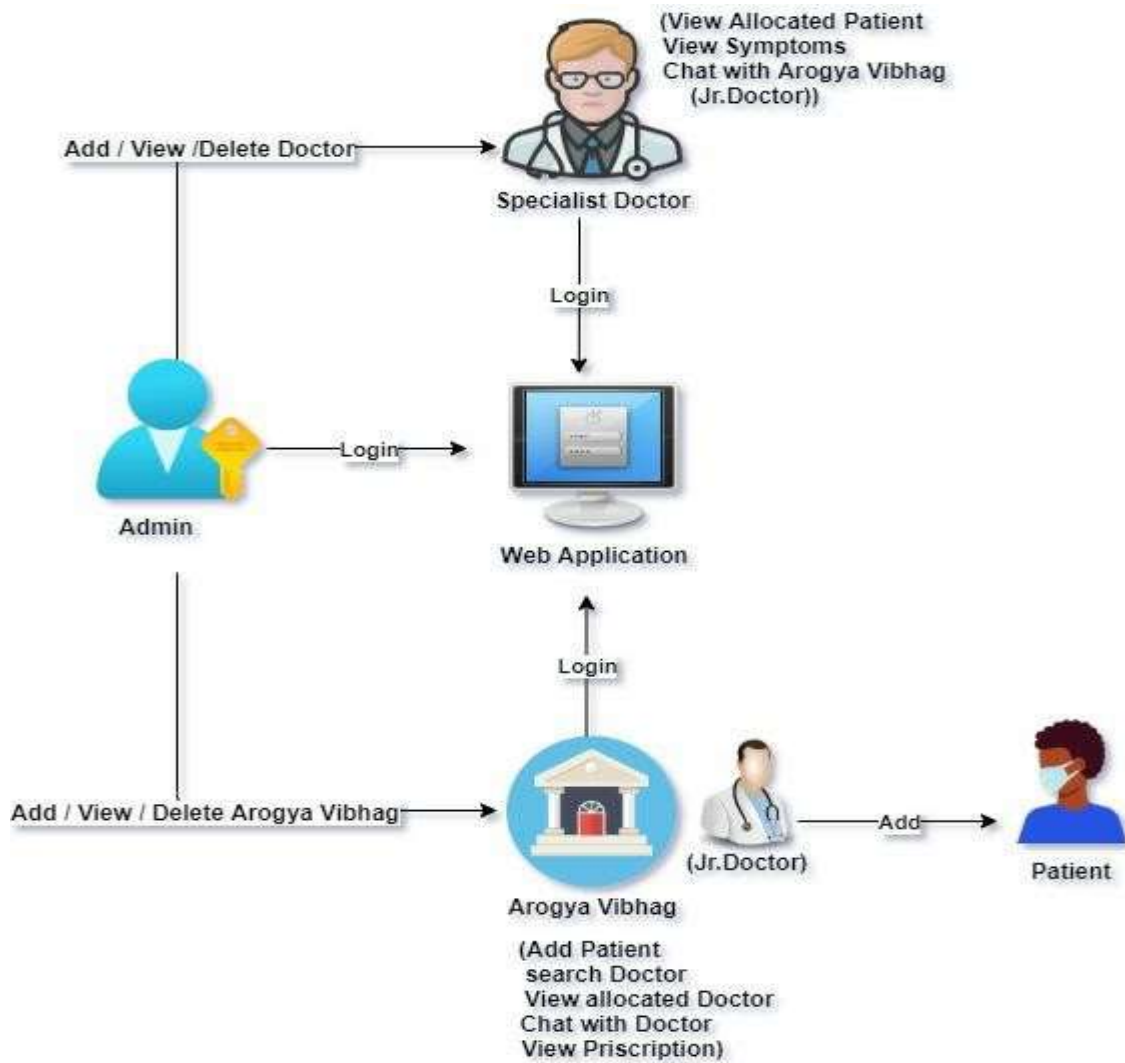 (View Allocated Patient
View Symptoms
Chat with Arogya Vibhag
(Jr.Doctor))
Add / View /Delete Doctor
Specialist Doctor
Login
Login
Admin
Web Application
Login
Add / View / Delete Arogya Vibhag
Add
(Jr.Doctor)
Patient
Arogya Vibhag
(Add Patient
search Doctor
View allocated Doctor
Chat with Doctor
View Priscription)